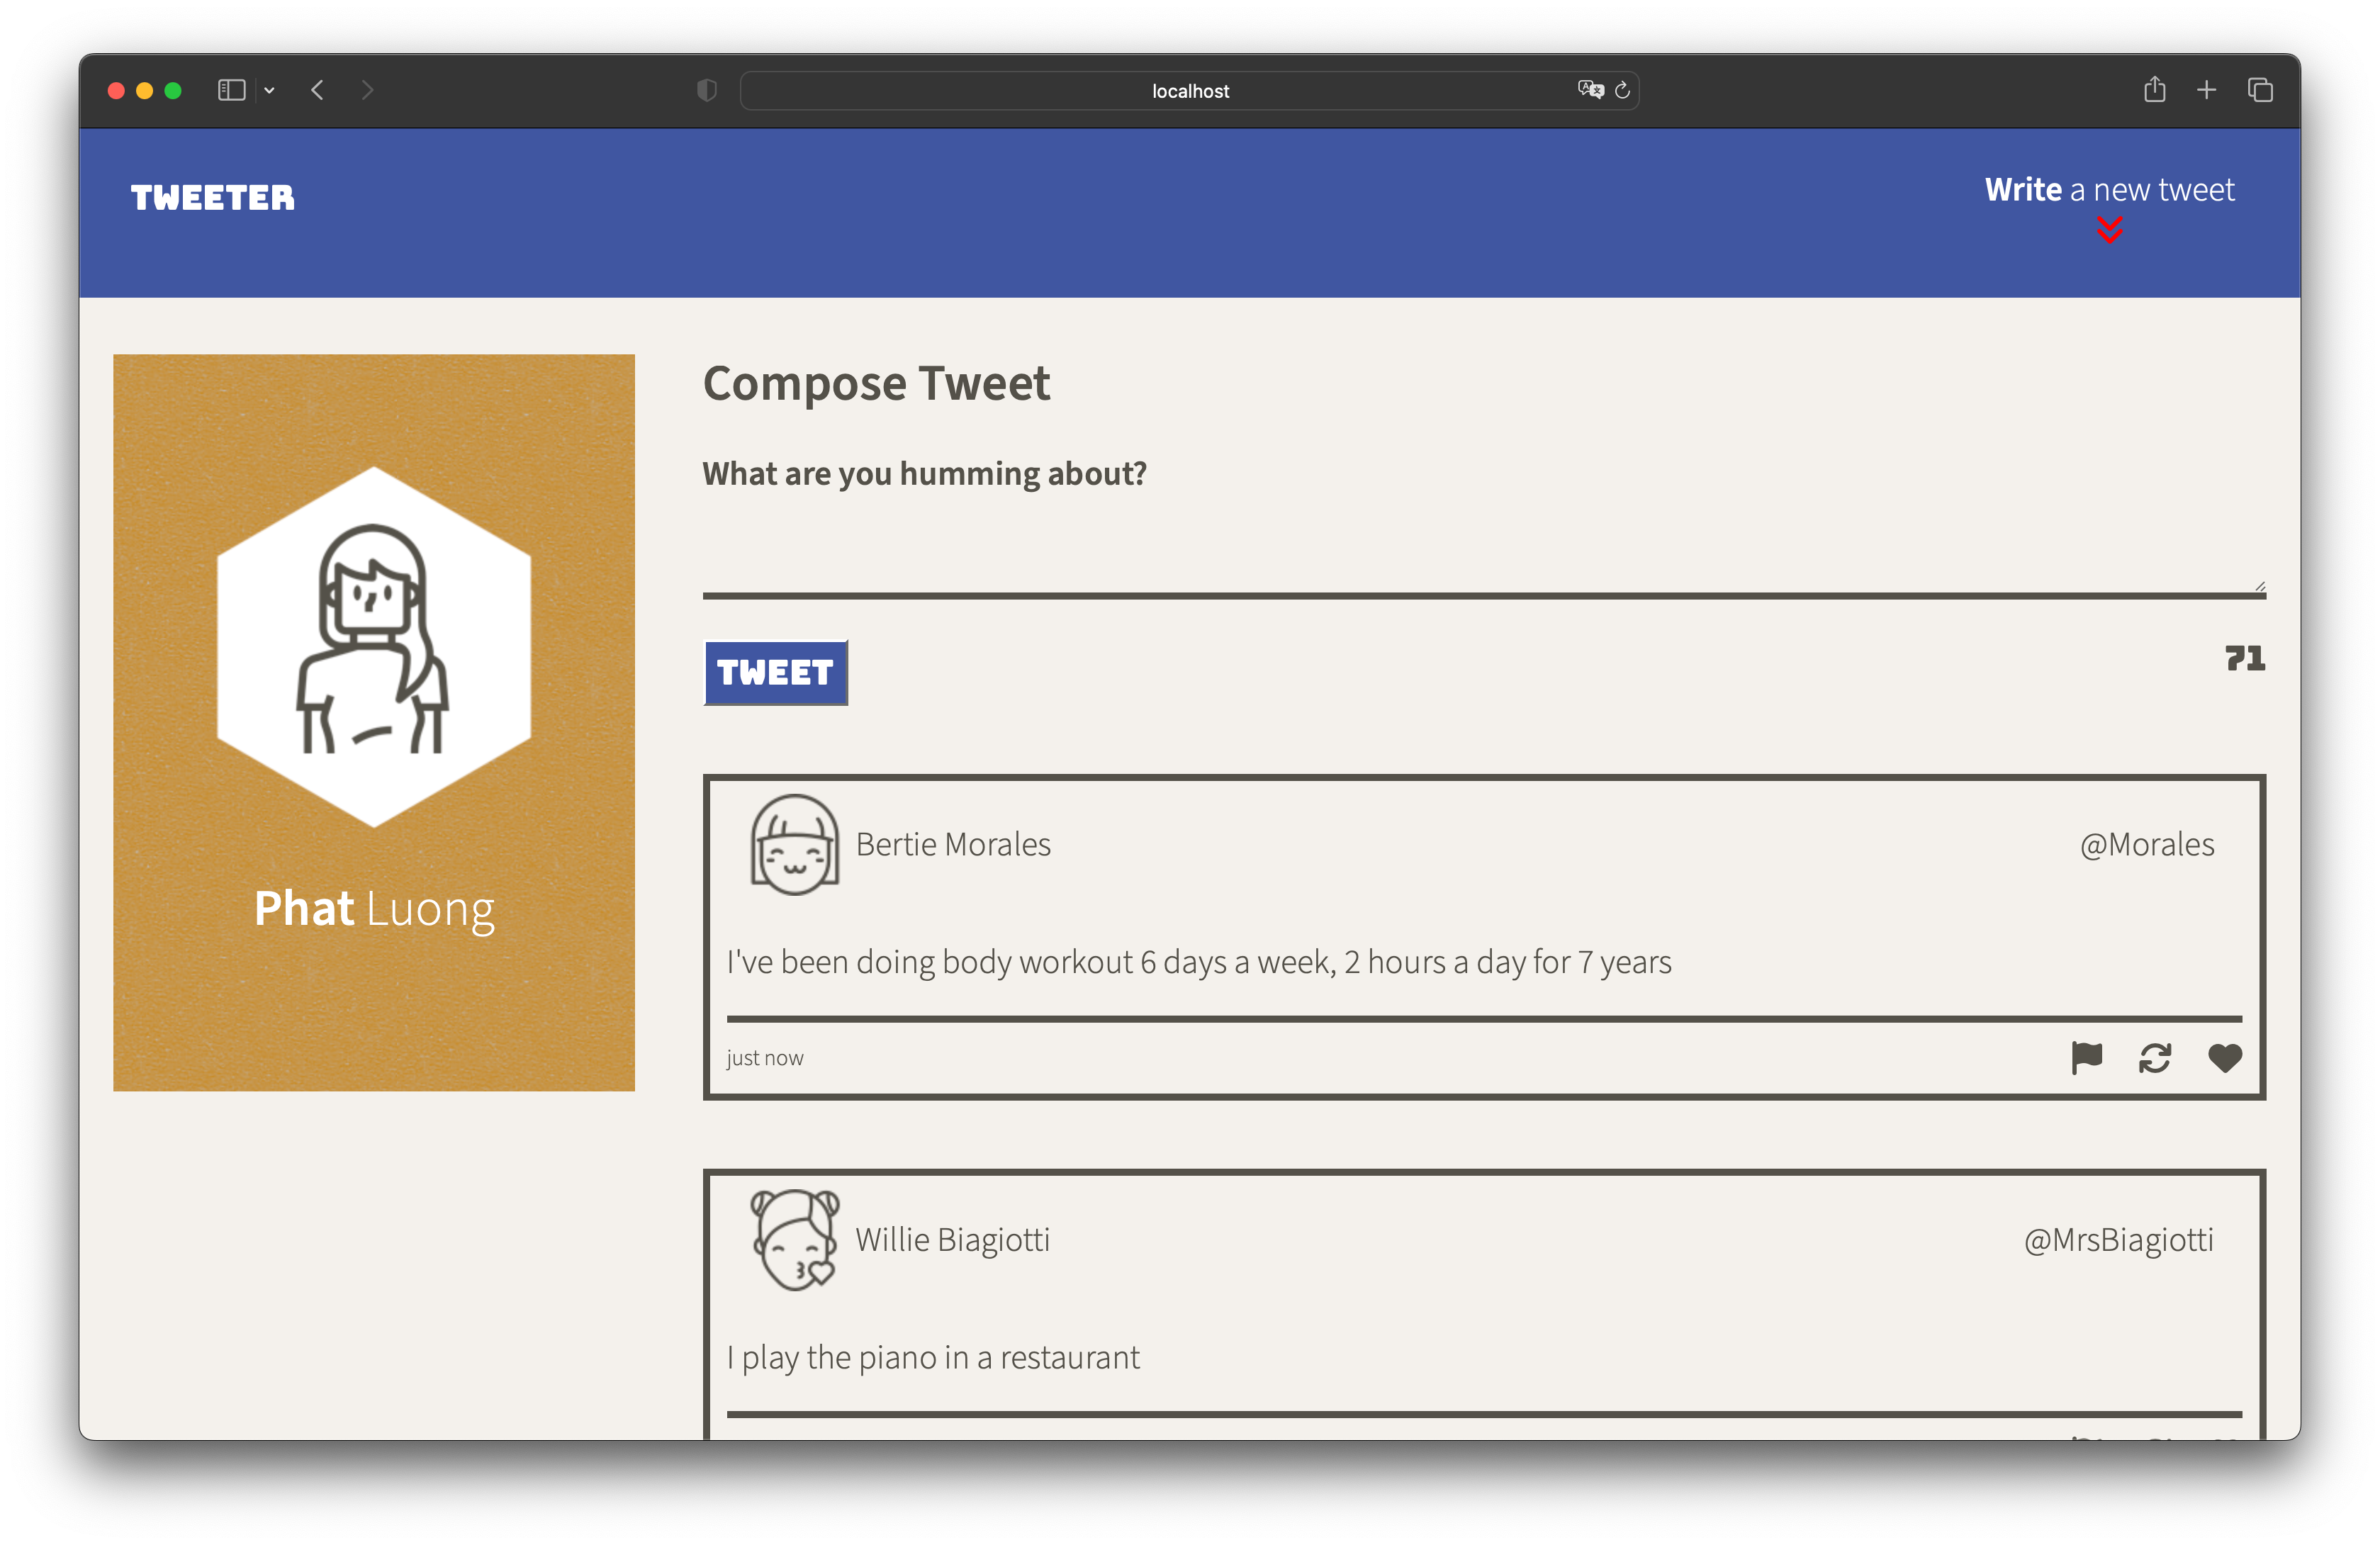 localhost
TWEETER
Write a new tweet
Phat Luong
Compose Tweet
What are you humming about?
TWEET
71
Bertie Morales
@Morales
I've been doing body workout 6 days a week, 2 hours a day for 7 years
just now
Willie Biagiotti
@MrsBiagiotti
I play the piano in a restaurant